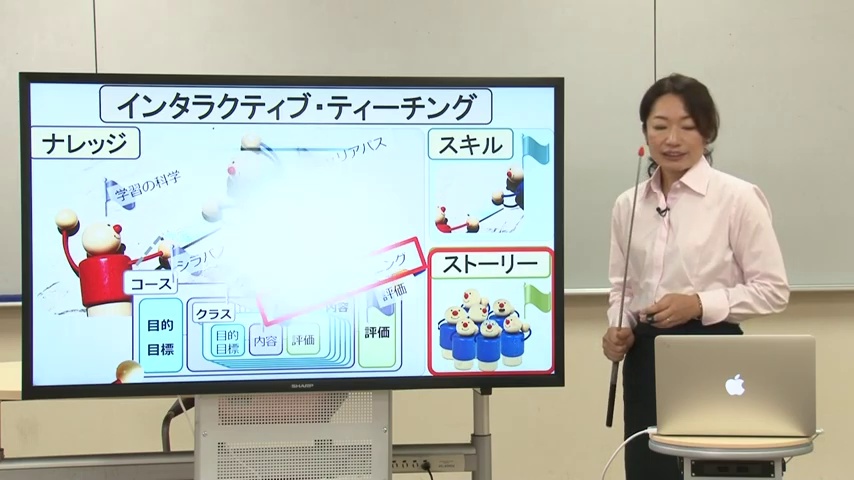 インタラクティブ・ティーチング
ナレッジ
スキル
学習の科学
リアパス
シラバ
ング
ストーリー
コース
評価
クラス
内容
目的
目標
目的
目標
内容
評価
評価
SHARP